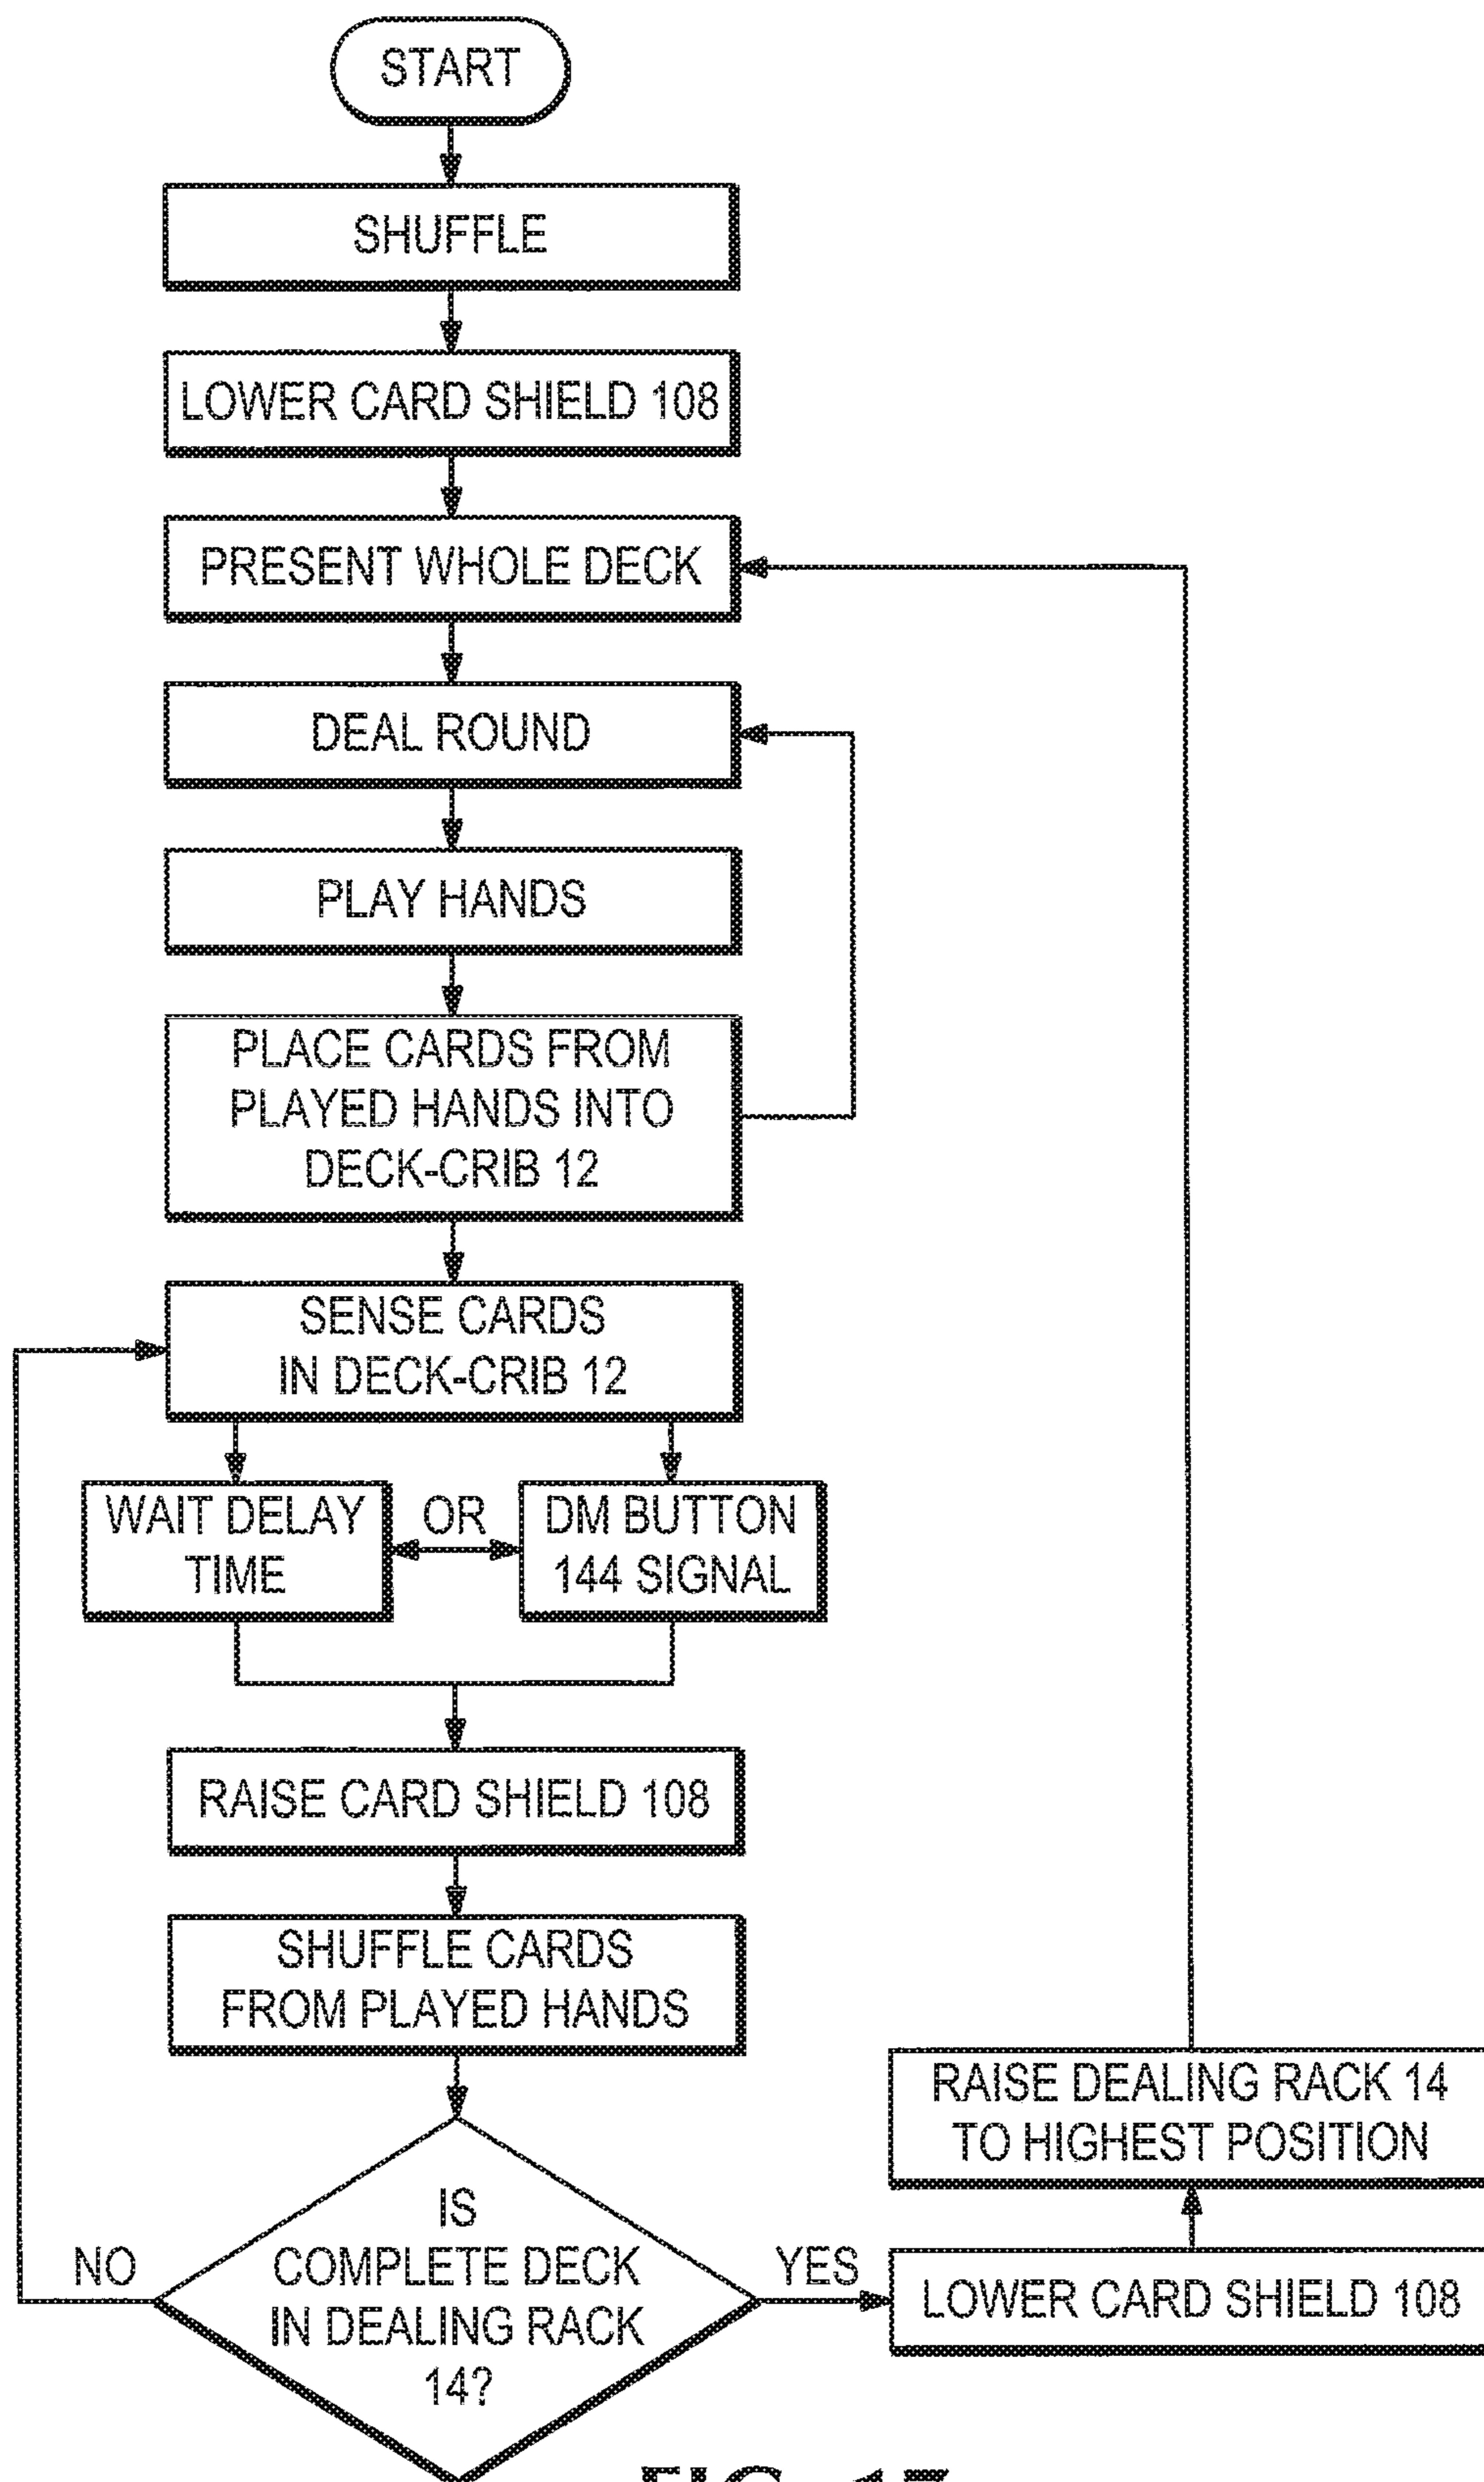 START
SHUFFLE
LOWER CARD SHIELD 108
PRESENT WHOLE DECK
DEAL ROUND
PLAY HANDS
PLACE CARDS FROM
PLAYED HANDS INTO
DECK-CRIB 12
SENSE CARDS
IN DECK-CRIB 12
WAIT DELAY
TIME
OR
DM BUTTON
144 SIGNAL
RAISE CARD SHIELD 108
SHUFFLE CARDS
FROM PLAYED HANDS
IS
COMPLETE DECK
IN DEALING RACK
14?
NO
YES
RAISE DEALING RACK 14
TO HIGHEST POSITION
LOWER CARD SHIELD 108